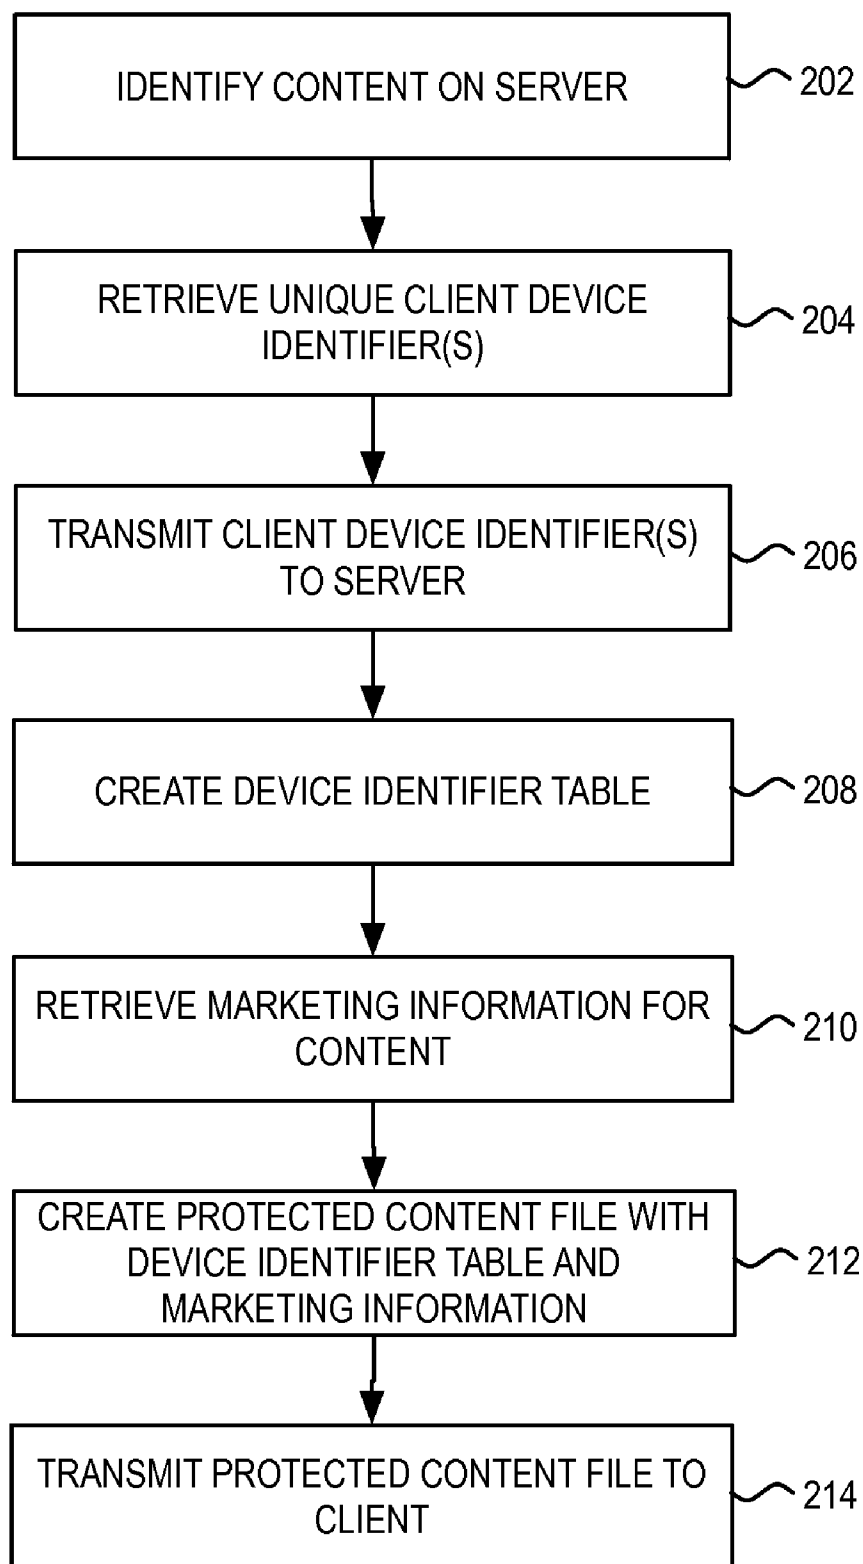 IDENTIFY CONTENT ON SERVER
202
RETRIEVE UNIQUE CLIENT DEVICE
IDENTIFIER(S)
204
TRANSMIT CLIENT DEVICE IDENTIFIER(S)
TO SERVER
206
CREATE DEVICE IDENTIFIER TABLE
208
RETRIEVE MARKETING INFORMATION FOR
CONTENT
210
CREATE PROTECTED CONTENT FILE WITH
DEVICE IDENTIFIER TABLE AND
MARKETING INFORMATION
212
TRANSMIT PROTECTED CONTENT FILE TO
CLIENT
214